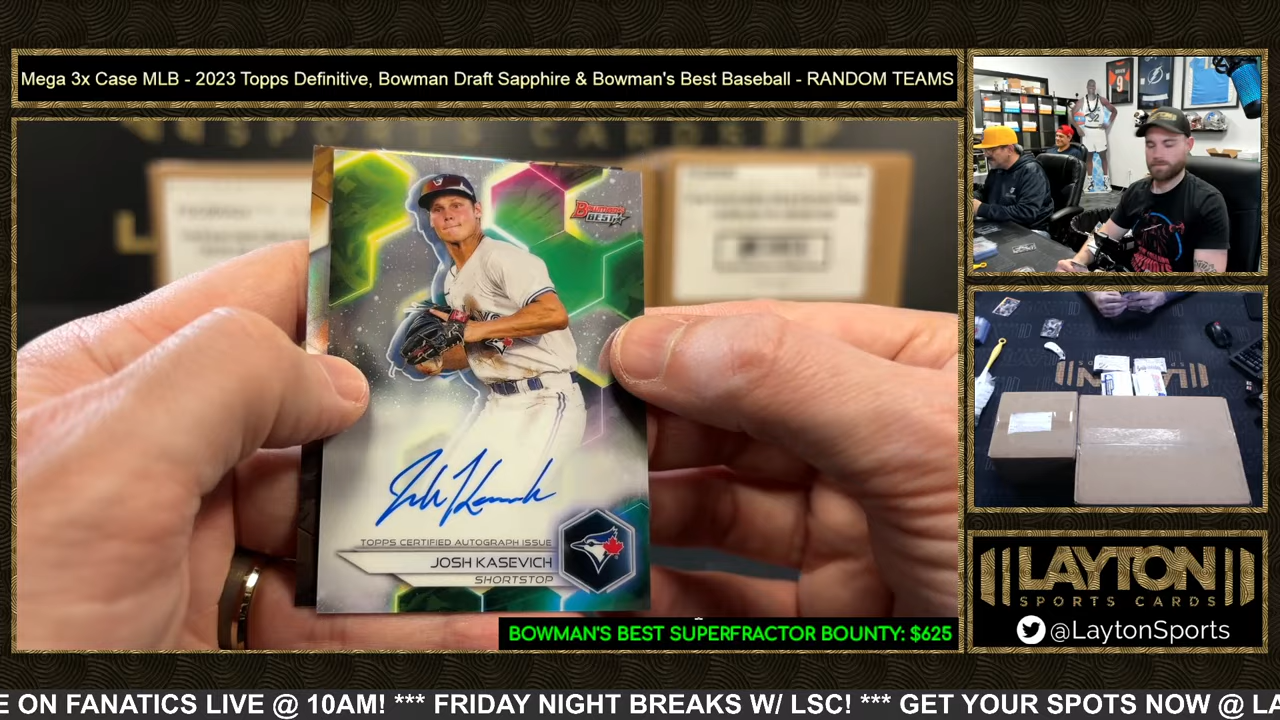 Mega 3x Case MLB - 2023 Topps Definitive, Bowman Draft Sapphire & Bowman's Best Baseball - RANDOM TEAMS
BOWMAN'S BEST
TOPPS CERTIFIED AUTOGRAPH ISSUE
JOSH KASEVICH
SHORTSTOP
BOWMAN'S BEST SUPERFRACTOR BOUNTY: $625
9
32
LAYTON
SPORTS CARDS
@LaytonSports
E ON FANATICS LIVE @ 10AM! *** FRIDAY NIGHT BREAKS W/ LSC! *** GET YOUR SPOTS NOW @ LA